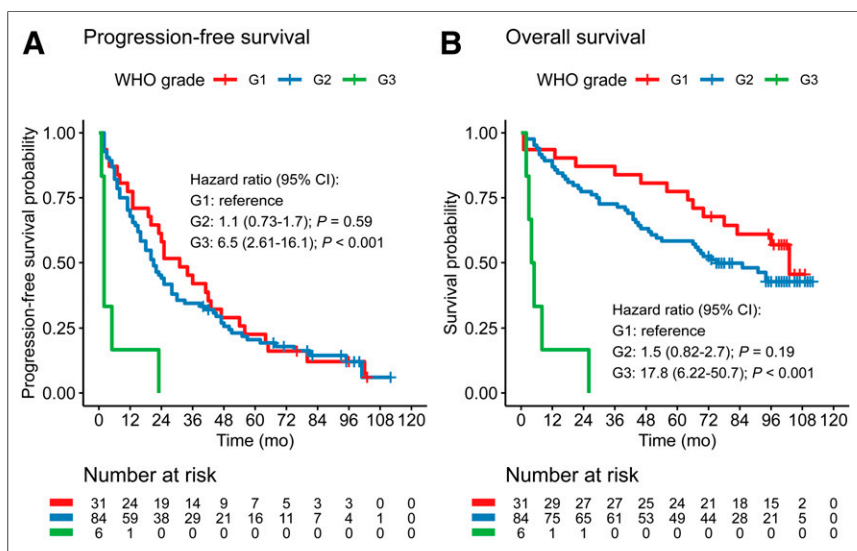 A Progression-free survival
WHO grade G1 G2 G3
Progression-free survival probability
1.00
0.75
0.50
0.25
0.00
Hazard ratio (95% CI):
G1: reference
G2: 1.1 (0.73-1.7); P = 0.59
G3: 6.5 (2.61-16.1); P < 0.001
0 12 24 36 48 60 72 84 96 108 120
Time (mo)
Number at risk
31 24 19 14 9 7 5 3 3 0 0
84 59 38 29 21 16 11 7 4 1 0
6 1 0 0 0 0 0 0 0 0 0
B Overall survival
WHO grade G1 G2 G3
Survival probability
1.00
0.75
0.50
0.25
0.00
Hazard ratio (95% CI):
G1: reference
G2: 1.5 (0.82-2.7); P = 0.19
G3: 17.8 (6.22-50.7); P < 0.001
0 12 24 36 48 60 72 84 96 108 120
Time (mo)
Number at risk
31 29 27 27 25 24 21 18 15 2 0
84 75 65 61 53 49 44 28 21 5 0
6 1 1 0 0 0 0 0 0 0 0